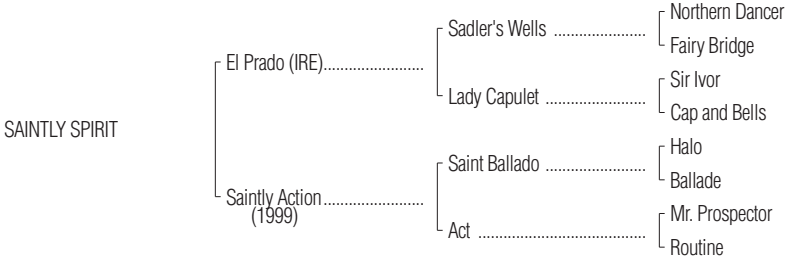 Northern Dancer
Sadler's Wells ......................
Fairy Bridge
El Prado (IRE)........................
Sir Ivor
Lady Capulet ........................
Cap and Bells
SAINTLY SPIRIT
Halo
Saint Ballado ........................
Ballade
Saintly Action........................
(1999)
Mr. Prospector
Act ........................................
Routine